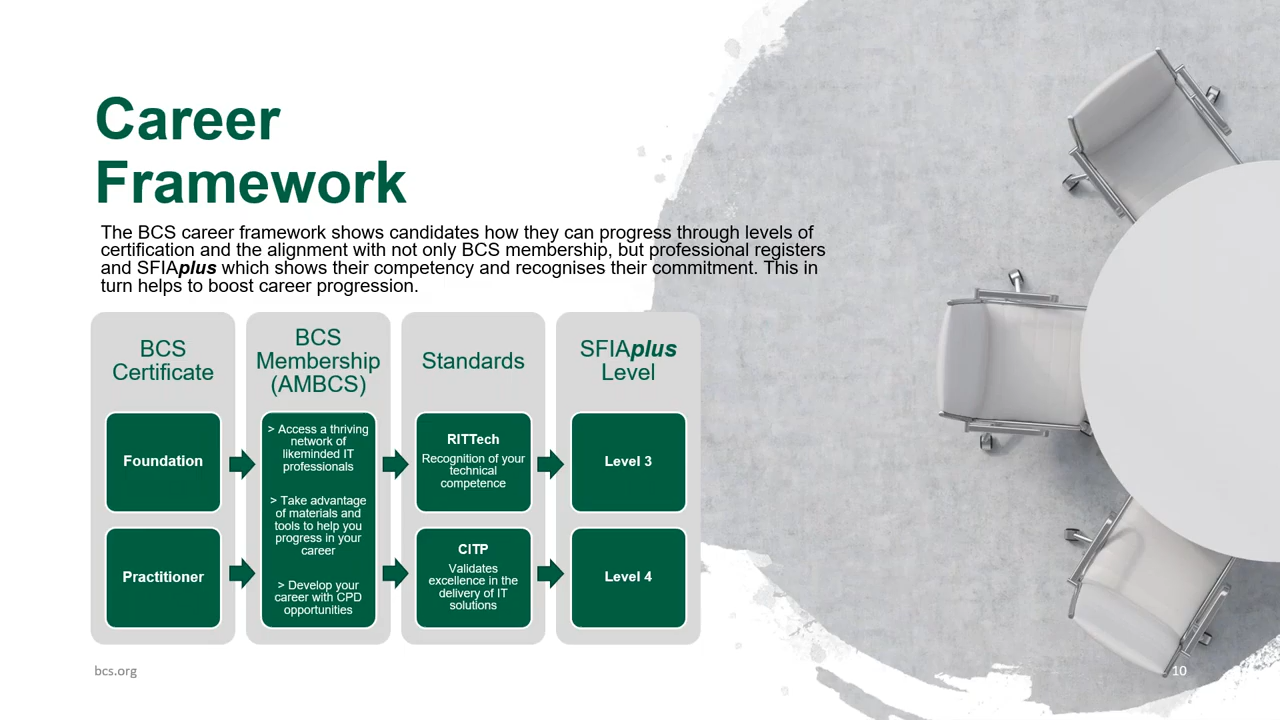 Career
Framework
The BCS career framework shows candidates how they can progress through levels of
certification and the alignment with not only BCS membership, but professional registers
and SFIAplus which shows their competency and recognises their commitment. This in
turn helps to boost career progression.
BCS
Certificate
BCS
Membership
(AMBCS)
Standards
SFIAplus
Level
Foundation
> Access a thriving
network of
likeminded IT
professionals
> Take advantage
of materials and
tools to help you
progress in your
career
> Develop your
career with CPD
opportunities
RITTech
Recognition of your
technical
competence
Level 3
Practitioner
CITP
Validates
excellence in the
delivery of IT
solutions
Level 4
bcs.org
10